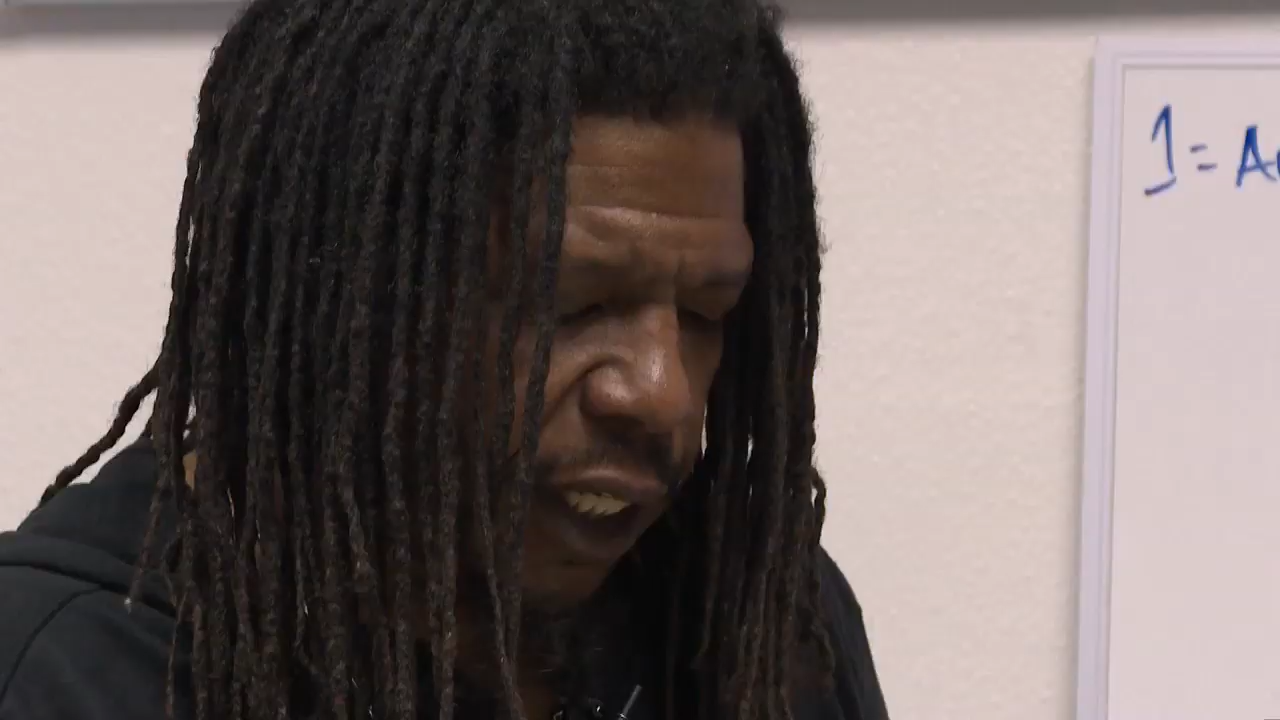 1 = A